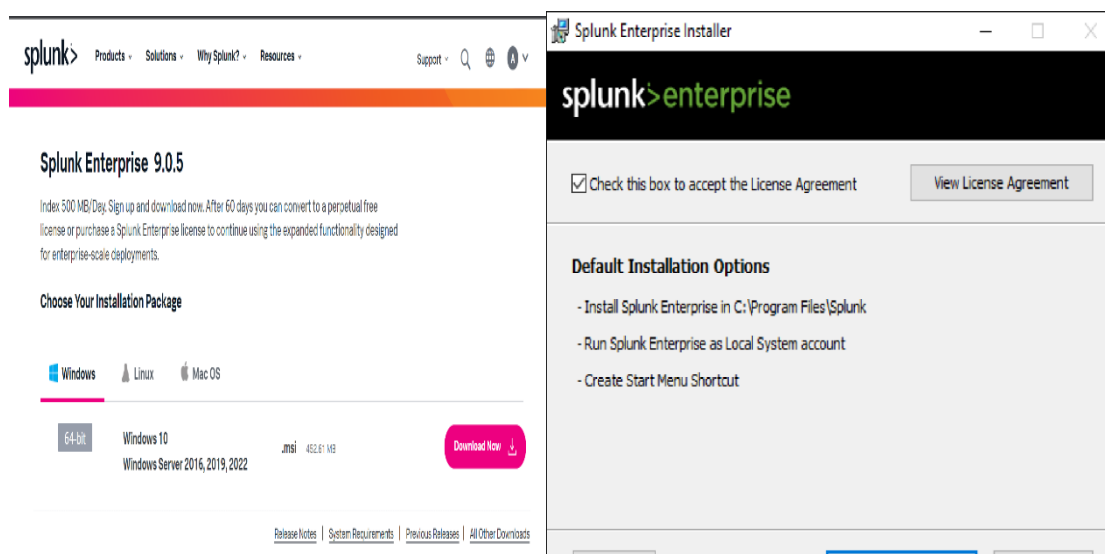 splunk> Products Solutions Why Splunk? Resources Support A
Splunk Enterprise 9.0.5
Index 500 MB/Day. Sign up and download now. After 60 days you can convert to a perpetual free
license or purchase a Splunk Enterprise license to continue using the expanded functionality designed
for enterprise-scale deployments.
Choose Your Installation Package
Windows Linux Mac OS
64-bit
Windows 10
Windows Server 2016, 2019, 2022
.msi 452.61 MB
Download Now
Release Notes | System Requirements | Previous Releases | All Other Downloads
Splunk Enterprise Installer
splunk>enterprise
Check this box to accept the License Agreement
View License Agreement
Default Installation Options
- Install Splunk Enterprise in C:\Program Files\Splunk
- Run Splunk Enterprise as Local System account
- Create Start Menu Shortcut